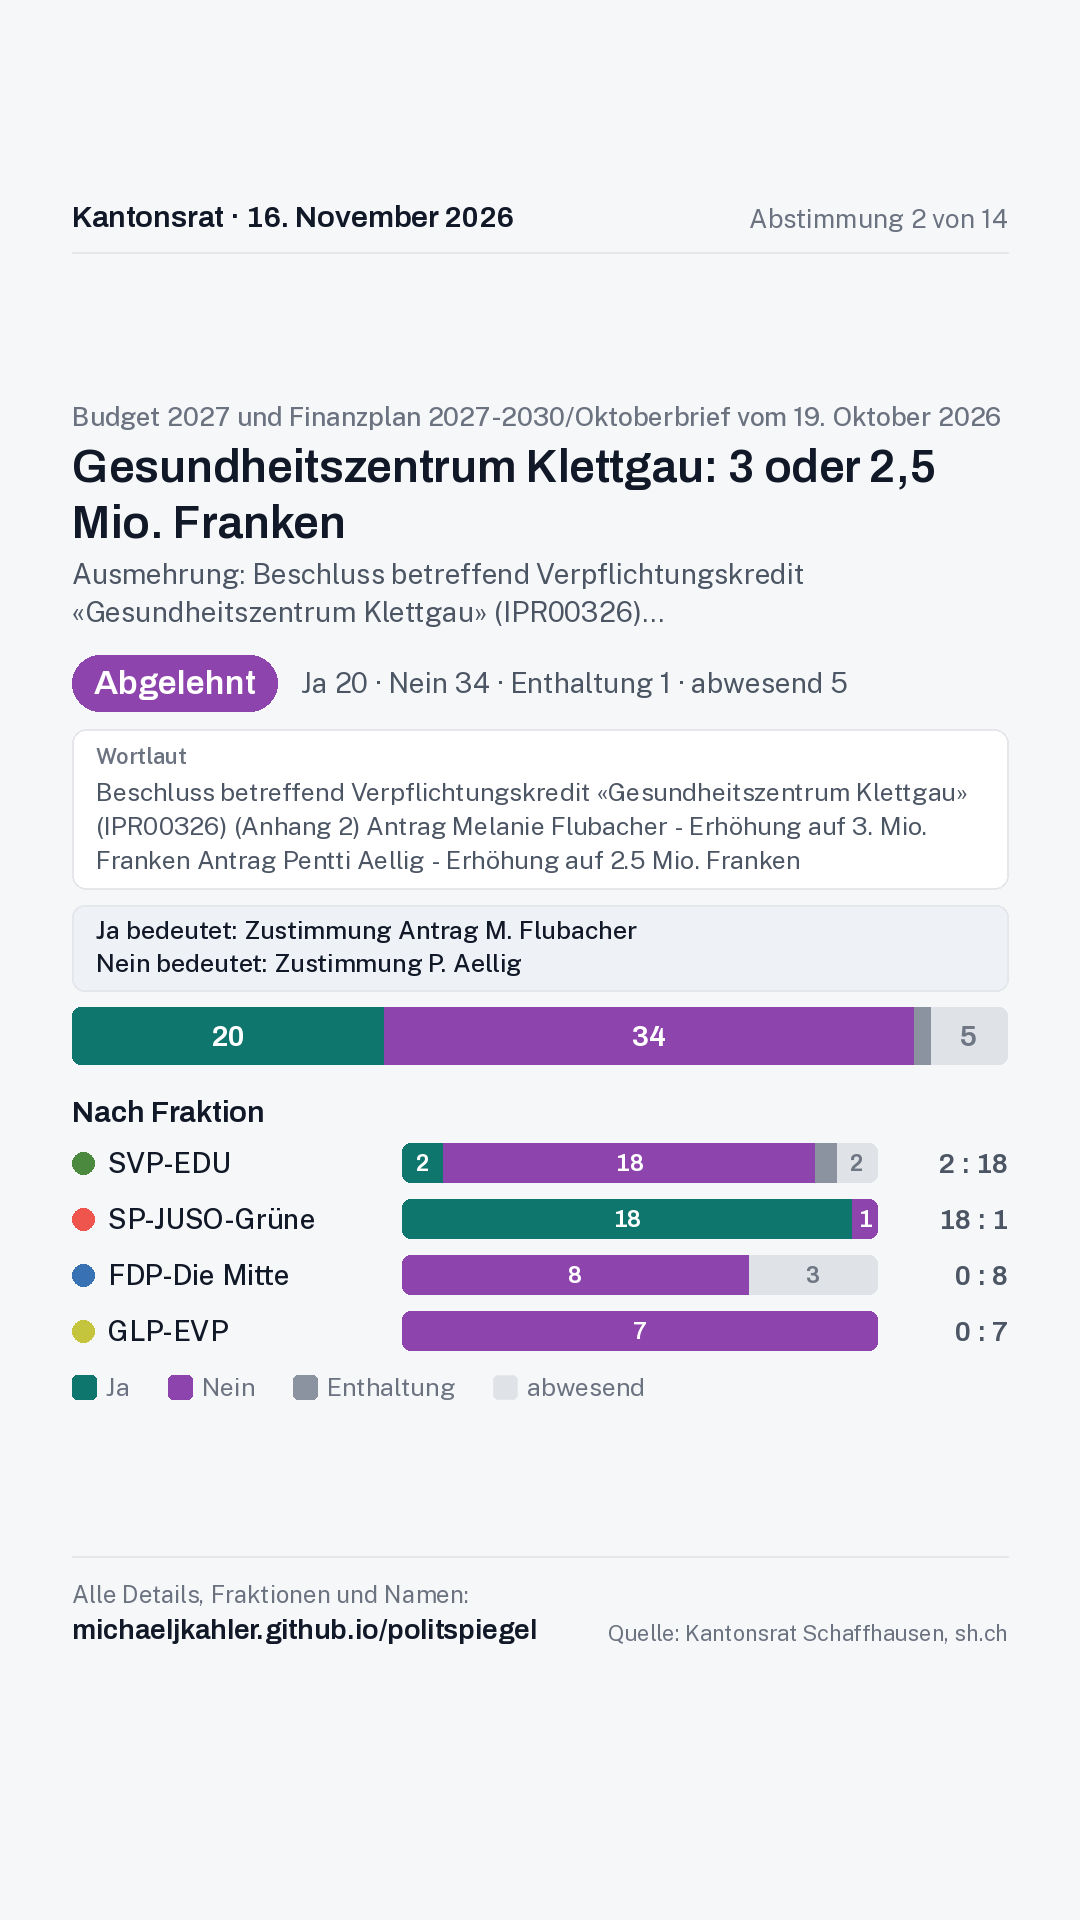 Kantonsrat · 16. November 2026
Abstimmung 2 von 14
Budget 2027 und Finanzplan 2027-2030/Oktoberbrief vom 19. Oktober 2026
Gesundheitszentrum Klettgau: 3 oder 2,5
Mio. Franken
Ausmehrung: Beschluss betreffend Verpflichtungskredit
«Gesundheitszentrum Klettgau» (IPR00326)…
Abgelehnt
Ja 20 · Nein 34 · Enthaltung 1 · abwesend 5
Wortlaut
Beschluss betreffend Verpflichtungskredit «Gesundheitszentrum Klettgau»
(IPR00326) (Anhang 2) Antrag Melanie Flubacher - Erhöhung auf 3. Mio.
Franken Antrag Pentti Aellig - Erhöhung auf 2.5 Mio. Franken
Ja bedeutet: Zustimmung Antrag M. Flubacher
Nein bedeutet: Zustimmung P. Aellig
20 34 5
Nach Fraktion
SVP-EDU 2 18 2 2 : 18
SP-JUSO-Grüne 18 1 18 : 1
FDP-Die Mitte 8 3 0 : 8
GLP-EVP 7 0 : 7
Ja Nein Enthaltung abwesend
Alle Details, Fraktionen und Namen:
michaeljkahler.github.io/politspiegel
Quelle: Kantonsrat Schaffhausen, sh.ch